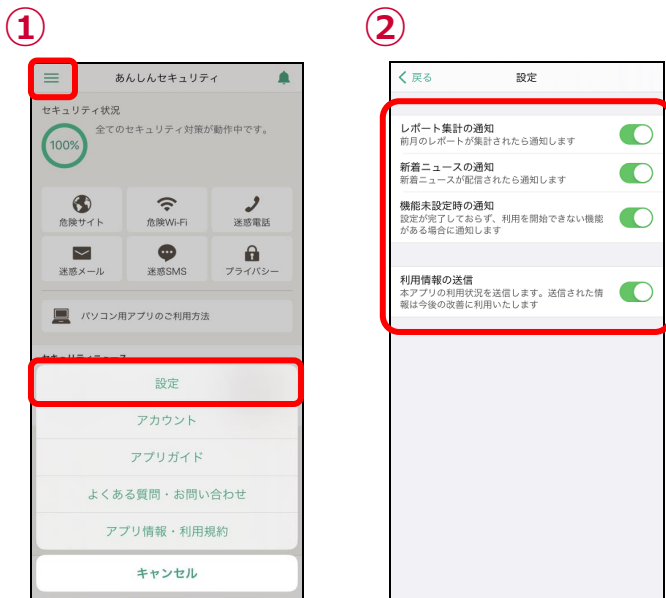 ①
あんしんセキュリティ
セキュリティ状況
100%
全てのセキュリティ対策が動作中です。
危険サイト
危険Wi-Fi
迷惑電話
迷惑メール
迷惑SMS
プライバシー
パソコン用アプリのご利用方法
セキュリティニュース
設定
アカウント
アプリガイド
よくある質問・お問い合わせ
アプリ情報・利用規約
キャンセル
②
戻る
設定
レポート集計の通知
前月のレポートが集計されたら通知します
新着ニュースの通知
新着ニュースが配信されたら通知します
機能未設定時の通知
設定が完了しておらず、利用を開始できない機能
がある場合に通知します
利用情報の送信
本アプリの利用状況を送信します。送信された情
報は今後の改善に利用いたします